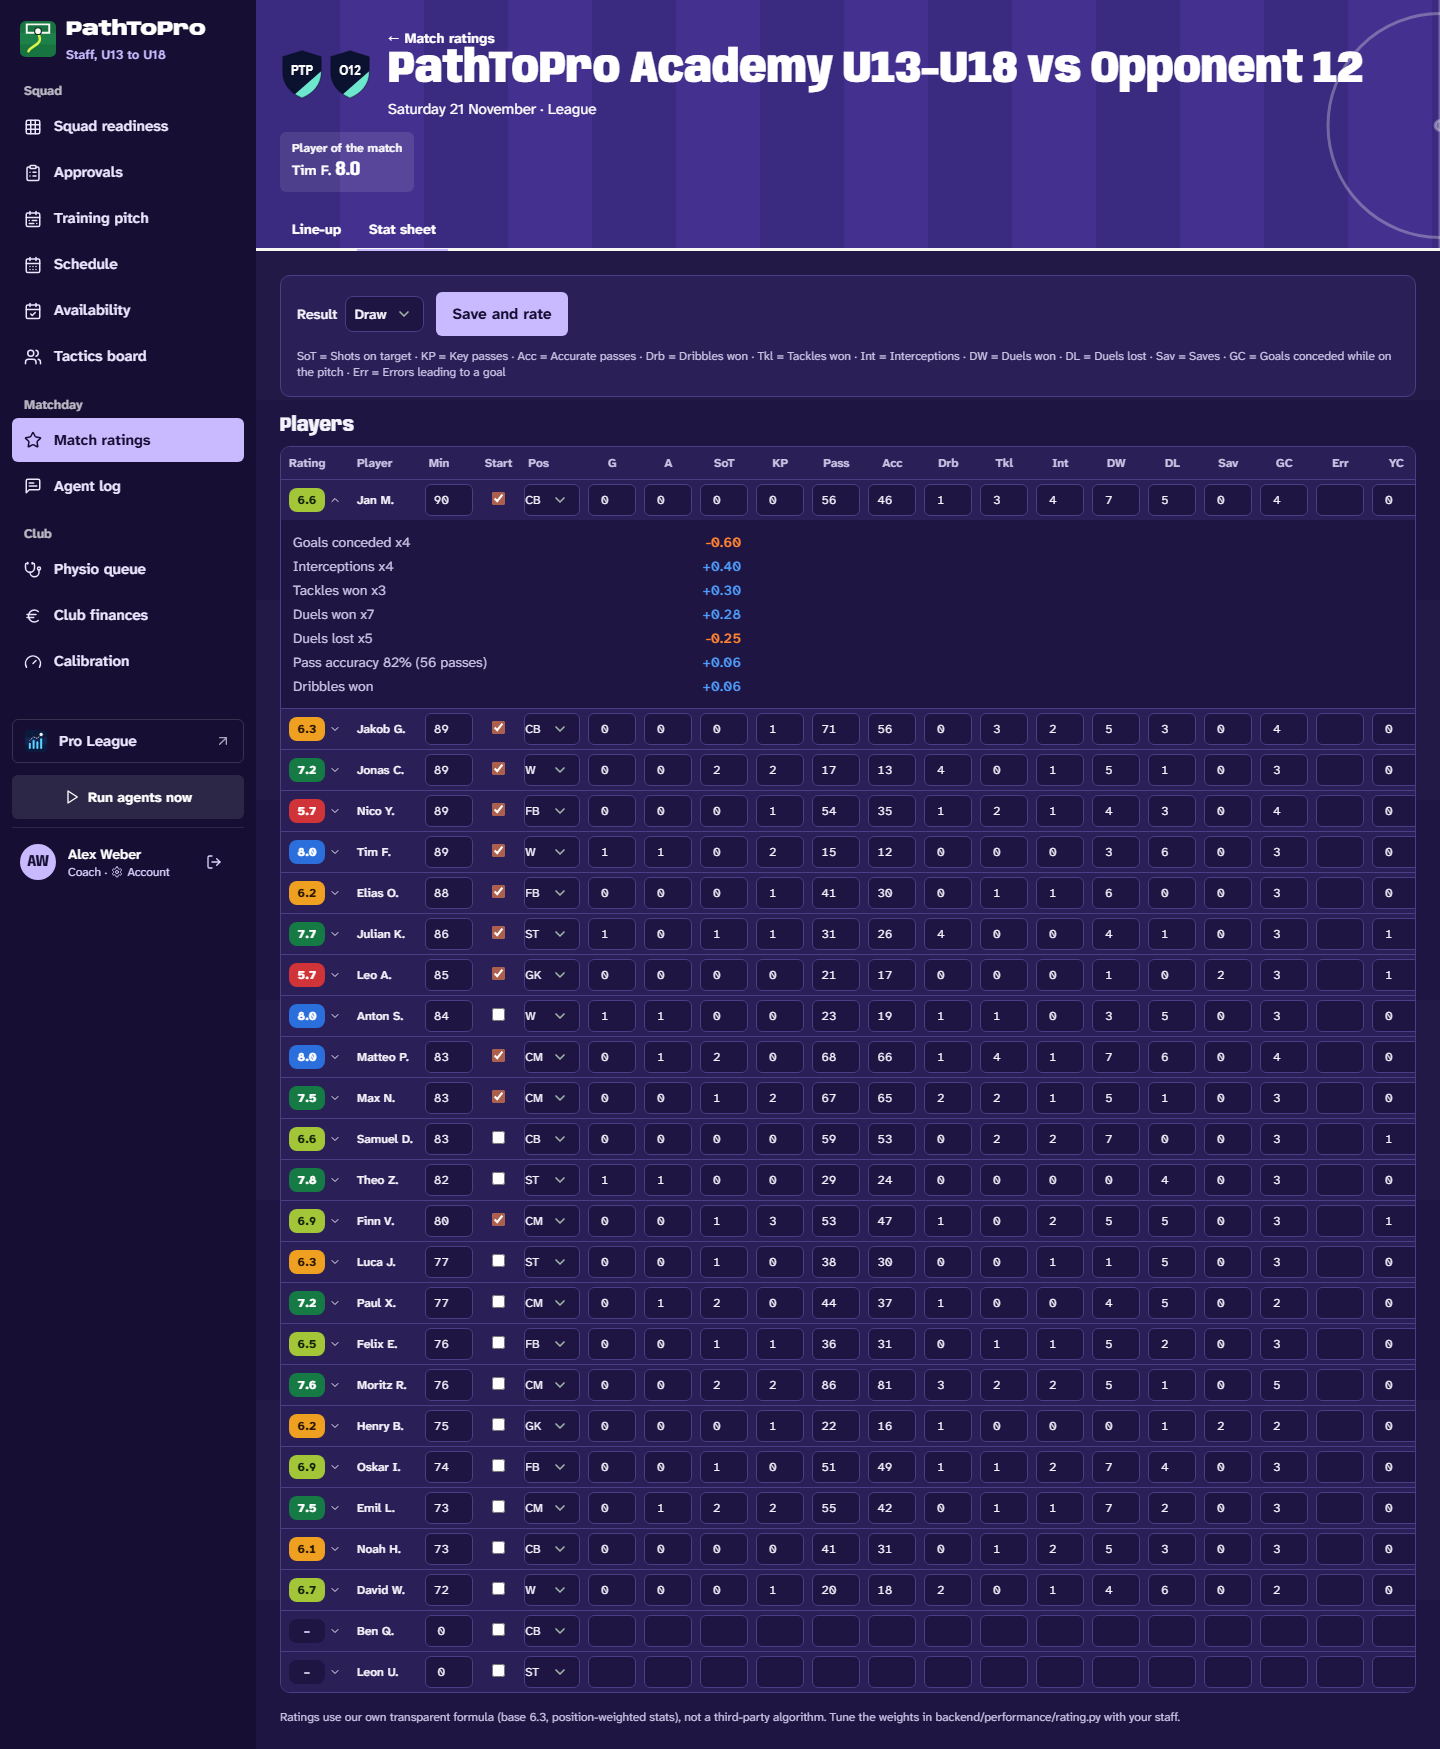 PathToPro
Staff, U13 to U18
Squad
Squad readiness
Approvals
Training pitch
Schedule
Availability
Tactics board
Matchday
Match ratings
Agent log
Club
Physio queue
Club finances
Calibration
Pro League
Run agents now
AW
Alex Weber
Coach · Account
← Match ratings
PTP
O12
PathToPro Academy U13-U18 vs Opponent 12
Saturday 21 November · League
Player of the match
Tim F. 8.0
Line-up Stat sheet
Result Draw Save and rate
SoT = Shots on target · KP = Key passes · Acc = Accurate passes · Drb = Dribbles won · Tkl = Tackles won · Int = Interceptions · DW = Duels won · DL = Duels lost · Sav = Saves · GC = Goals conceded while on
the pitch · Err = Errors leading to a goal
Players
Rating Player Min Start Pos G A SoT KP Pass Acc Drb Tkl Int DW DL Sav GC Err YC
6.6 Jan M. 90 CB 0 0 0 0 56 46 1 3 4 7 5 0 4 0
Goals conceded x4 -0.60
Interceptions x4 +0.40
Tackles won x3 +0.30
Duels won x7 +0.28
Duels lost x5 -0.25
Pass accuracy 82% (56 passes) +0.06
Dribbles won +0.06
6.3 Jakob G. 89 CB 0 0 0 1 71 56 0 3 2 5 3 0 4 0
7.2 Jonas C. 89 W 0 0 2 2 17 13 4 0 1 5 1 0 3 0
5.7 Nico Y. 89 FB 0 0 0 1 54 35 1 2 1 4 3 0 4 0
8.0 Tim F. 89 W 1 1 0 2 15 12 0 0 0 3 6 0 3 0
6.2 Elias O. 88 FB 0 0 0 1 41 30 0 1 1 6 0 0 3 0
7.7 Julian K. 86 ST 1 0 1 1 31 26 4 0 0 4 1 0 3 1
5.7 Leo A. 85 GK 0 0 0 0 21 17 0 0 0 1 0 2 3 1
8.0 Anton S. 84 W 1 1 0 0 23 19 1 1 0 3 5 0 3 0
8.0 Matteo P. 83 CM 0 1 2 0 68 66 1 4 1 7 6 0 4 0
7.5 Max N. 83 CM 0 0 1 2 67 65 2 2 1 5 1 0 3 0
6.6 Samuel D. 83 CB 0 0 0 0 59 53 0 2 2 7 0 0 3 1
7.8 Theo Z. 82 ST 1 1 0 0 29 24 0 0 0 0 4 0 3 0
6.9 Finn V. 80 CM 0 0 1 3 53 47 1 0 2 5 5 0 3 1
6.3 Luca J. 77 ST 0 0 1 0 38 30 0 0 1 1 5 0 3 0
7.2 Paul X. 77 CM 0 1 2 0 44 37 1 0 0 4 5 0 2 0
6.5 Felix E. 76 FB 0 0 1 1 36 31 0 1 1 5 2 0 3 0
7.6 Moritz R. 76 CM 0 0 2 2 86 81 3 2 2 5 1 0 5 0
6.2 Henry B. 75 GK 0 0 0 1 22 16 1 0 0 0 1 2 2 0
6.9 Oskar I. 74 FB 0 0 1 0 51 49 1 1 2 7 4 0 3 0
7.5 Emil L. 73 CM 0 1 2 2 55 42 0 1 1 7 2 0 3 0
6.1 Noah H. 73 CB 0 0 0 0 41 31 0 1 2 5 3 0 3 0
6.7 David W. 72 W 0 0 0 1 20 18 2 0 1 4 6 0 2 0
– Ben Q. 0 CB
– Leon U. 0 ST
Ratings use our own transparent formula (base 6.3, position-weighted stats), not a third-party algorithm. Tune the weights in backend/performance/rating.py with your staff.